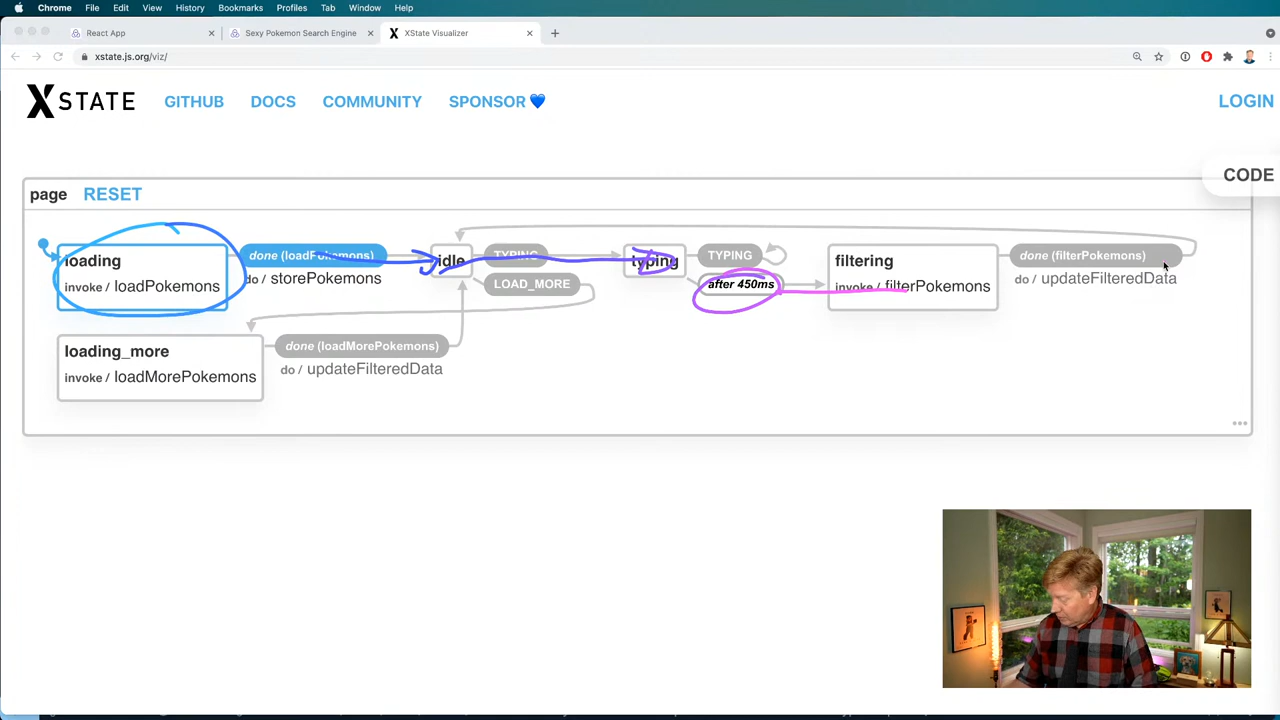 Chrome File Edit View History Bookmarks Profiles Tab Window Help
React App Sexy Pokemon Search Engine XState Visualizer
xstate.js.org/viz/
XSTATE GITHUB DOCS COMMUNITY SPONSOR 💙 LOGIN
CODE
page RESET
loading
invoke / loadPokemons
done (loadPokemons)
do / storePokemons
idle
TYPING
LOAD_MORE
typing
TYPING
after 450ms
filtering
invoke / filterPokemons
done (filterPokemons)
do / updateFilteredData
loading_more
invoke / loadMorePokemons
done (loadMorePokemons)
do / updateFilteredData